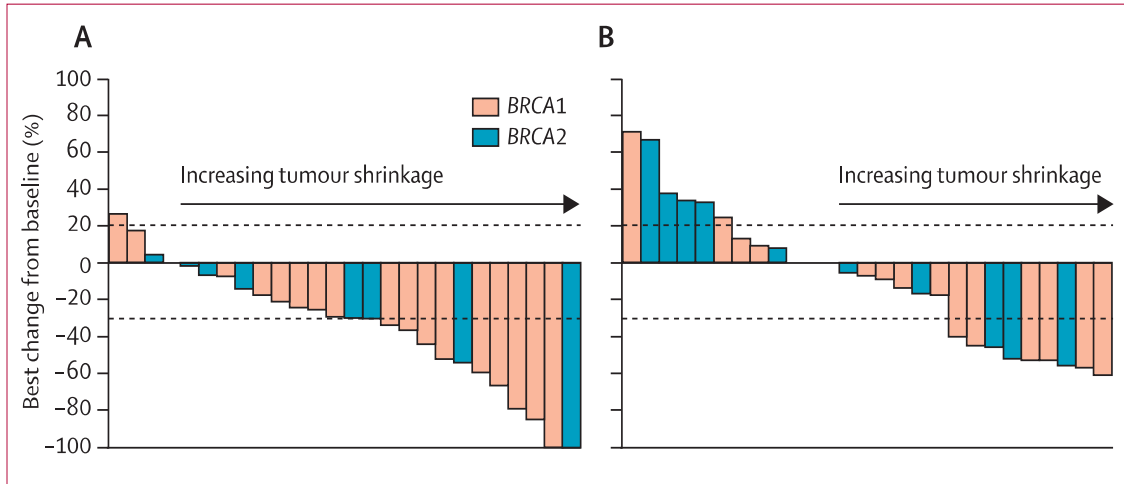 A
B
100
80
60
40
20
0
−20
−40
−60
−80
−100
Best change from baseline (%)
BRCA1
BRCA2
Increasing tumour shrinkage
Increasing tumour shrinkage